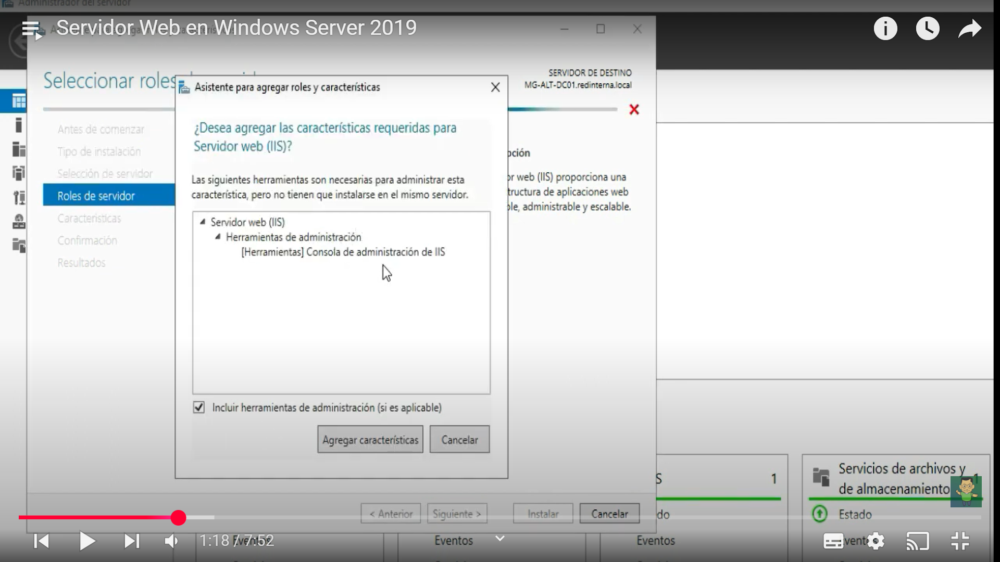 Administrador del servidor
Servidor Web en Windows Server 2019
Seleccionar roles
SERVIDOR DE DESTINO
MG-ALT-DC01.redinterna.local
Asistente para agregar roles y características
Antes de comenzar
Tipo de instalación
Selección de servidor
Roles de servidor
Características
Confirmación
Resultados
¿Desea agregar las características requeridas para
Servidor web (IIS)?
Las siguientes herramientas son necesarias para administrar esta
característica, pero no tienen que instalarse en el mismo servidor.
Servidor web (IIS)
Herramientas de administración
[Herramientas] Consola de administración de IIS
Incluir herramientas de administración (si es aplicable)
Agregar características
Cancelar
pción
or web (IIS) proporciona una
tructura de aplicaciones web
ble, administrable y escalable.
< Anterior
Siguiente >
Instalar
Cancelar
S
1
Servicios de archivos y
de almacenamiento
1
do
Estado
1:18 / 7:52
Eventos
Eventos
Eventos
Eventos